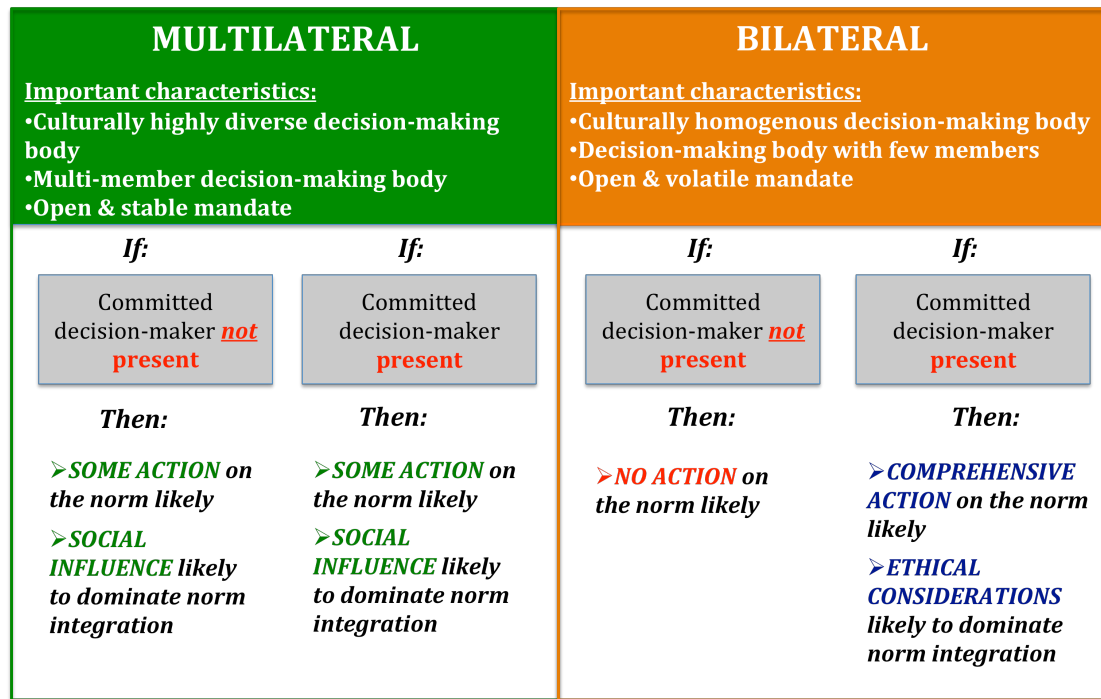 MULTILATERAL
Important characteristics:
•Culturally highly diverse decision-making
body
•Multi-member decision-making body
•Open & stable mandate
If:
Committed
decision-maker not
present
Then:
➢SOME ACTION on
the norm likely
➢SOCIAL
INFLUENCE likely
to dominate norm
integration
If:
Committed
decision-maker
present
Then:
➢SOME ACTION on
the norm likely
➢SOCIAL
INFLUENCE likely
to dominate norm
integration
BILATERAL
Important characteristics:
•Culturally homogenous decision-making body
•Decision-making body with few members
•Open & volatile mandate
If:
Committed
decision-maker not
present
Then:
➢NO ACTION on
the norm likely
If:
Committed
decision-maker
present
Then:
➢COMPREHENSIVE
ACTION on the norm
likely
➢ETHICAL
CONSIDERATIONS
likely to dominate
norm integration